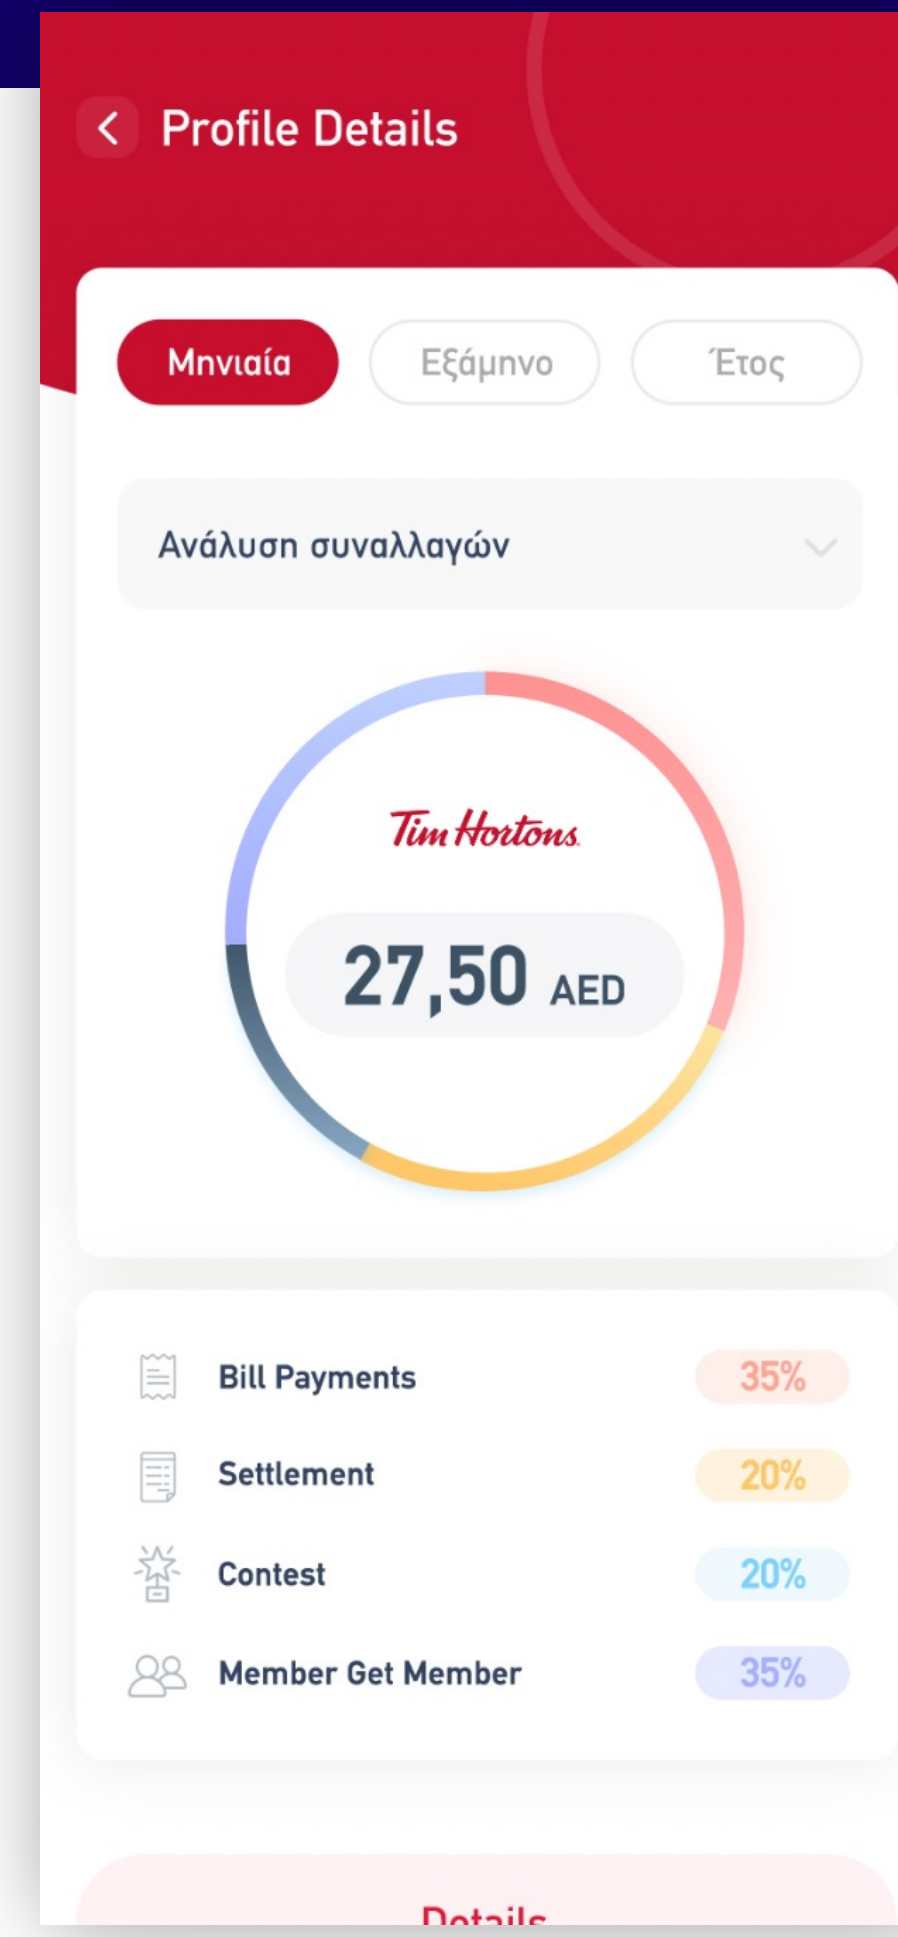 Profile Details
Μηνιαία Εξάμηνο Έτος
Ανάλυση συναλλαγών
Tim Hortons
27,50 AED
Bill Payments 35%
Settlement 20%
Contest 20%
Member Get Member 35%
Details